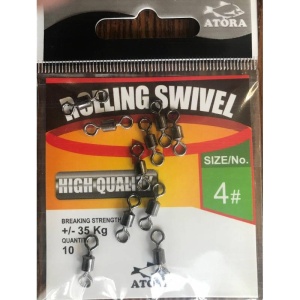 ATORA
ROLLING SWIVEL
SIZE/No.
HIGH QUALITY
4#
BREAKING STRENGTH
+/- 35 Kg
QUANTITY
10
ATORA